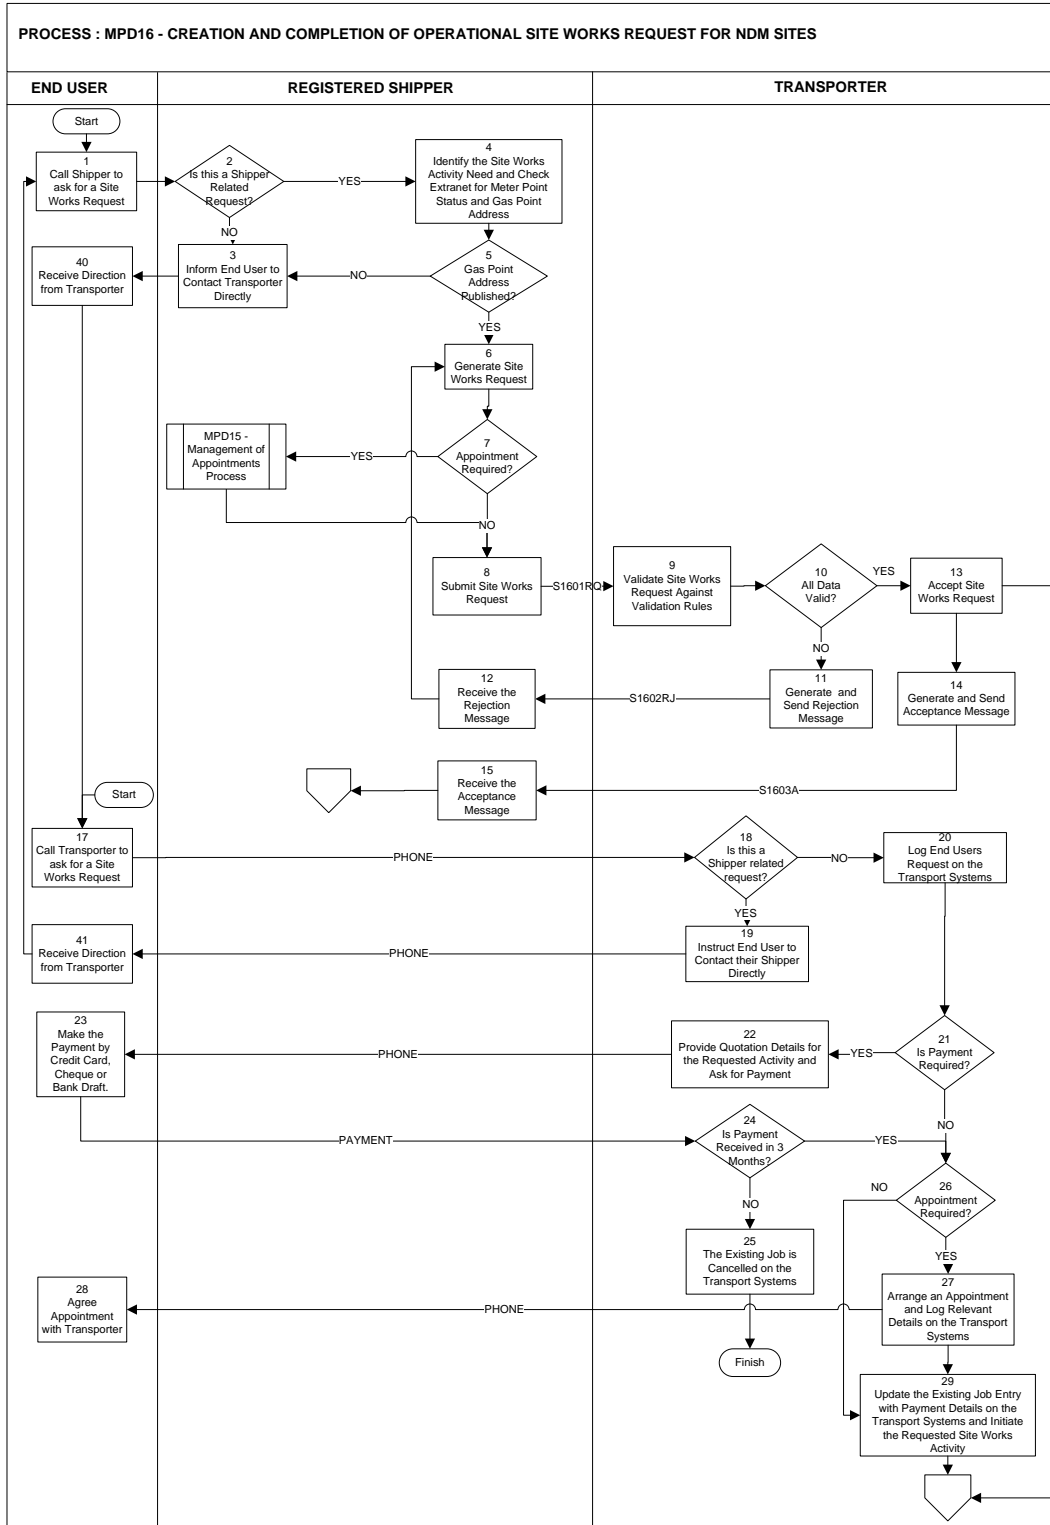 PROCESS : MPD16 - CREATION AND COMPLETION OF OPERATIONAL SITE WORKS REQUEST FOR NDM SITES
END USER
REGISTERED SHIPPER
TRANSPORTER
Start
1
Call Shipper to
ask for a Site
Works Request
2
Is this a Shipper
Related
Request?
YES
NO
4
Identify the Site Works
Activity Need and Check
Extranet for Meter Point
Status and Gas Point
Address
40
Receive Direction
from Transporter
3
Inform End User to
Contact Transporter
Directly
NO
5
Gas Point
Address
Published?
YES
6
Generate Site
Works Request
MPD15 -
Management of
Appointments
Process
YES
7
Appointment
Required?
NO
8
Submit Site Works
Request
S1601RQ
9
Validate Site Works
Request Against
Validation Rules
10
All Data
Valid?
YES
NO
13
Accept Site
Works Request
12
Receive the
Rejection
Message
S1602RJ
11
Generate and
Send Rejection
Message
14
Generate and Send
Acceptance Message
15
Receive the
Acceptance
Message
S1603A
Start
17
Call Transporter to
ask for a Site
Works Request
PHONE
18
Is this a
Shipper related
request?
NO
YES
20
Log End Users
Request on the
Transport Systems
41
Receive Direction
from Transporter
PHONE
19
Instruct End User to
Contact their Shipper
Directly
23
Make the
Payment by
Credit Card,
Cheque or
Bank Draft.
PHONE
22
Provide Quotation Details for
the Requested Activity and
Ask for Payment
YES
21
Is Payment
Required?
NO
PAYMENT
24
Is Payment
Received in 3
Months?
YES
NO
NO
26
Appointment
Required?
YES
25
The Existing Job is
Cancelled on the
Transport Systems
28
Agree
Appointment
with Transporter
PHONE
27
Arrange an Appointment
and Log Relevant
Details on the Transport
Systems
Finish
29
Update the Existing Job Entry
with Payment Details on the
Transport Systems and Initiate
the Requested Site Works
Activity